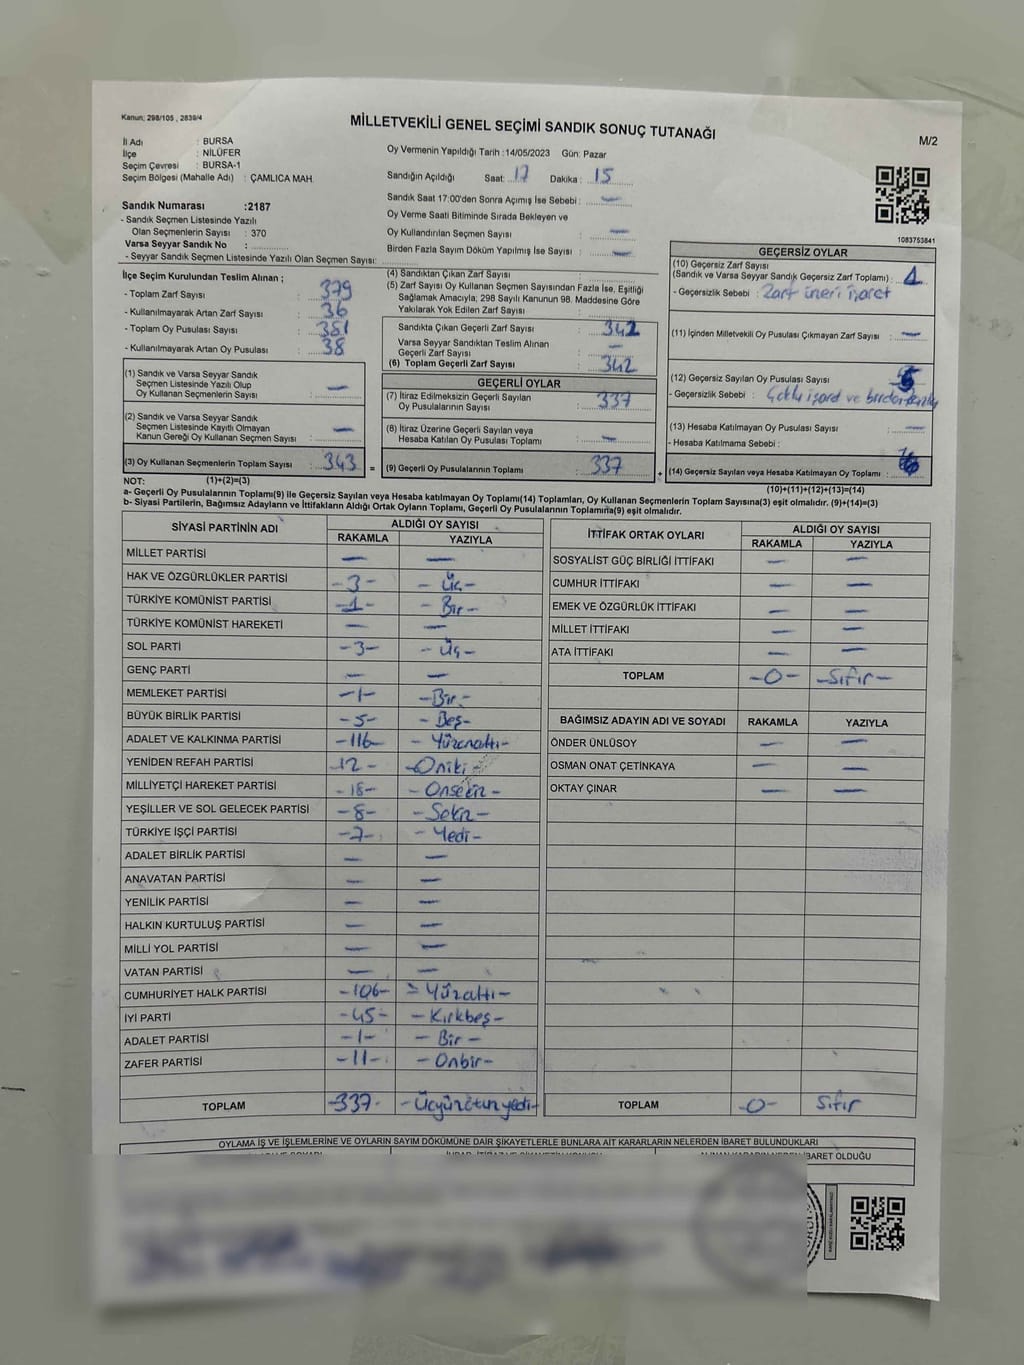 Kanun; 298/105 , 2839/4
MİLLETVEKİLİ GENEL SEÇİMİ SANDIK SONUÇ TUTANAĞI
M/2
İl Adı : BURSA
İlçe : NİLÜFER
Seçim Çevresi : BURSA-1
Seçim Bölgesi (Mahalle Adı) : ÇAMLICA MAH.
Oy Vermenin Yapıldığı Tarih :14/05/2023 Gün: Pazar
Sandığın Açıldığı Saat: 17 Dakika : 15
Sandık Saat 17:00'den Sonra Açımış İse Sebebi : —
Oy Verme Saati Bitiminde Sırada Bekleyen ve
Oy Kullandırılan Seçmen Sayısı : —
Birden Fazla Sayım Döküm Yapılmış İse Sayısı : —
Sandık Numarası :2187
- Sandık Seçmen Listesinde Yazılı
Olan Seçmenlerin Sayısı : 370
Varsa Seyyar Sandık No :
- Seyyar Sandık Seçmen Listesinde Yazılı Olan Seçmen Sayısı:
1083753841
İlçe Seçim Kurulundan Teslim Alınan ;
- Toplam Zarf Sayısı : 379
- Kullanılmayarak Artan Zarf Sayısı : 36
- Toplam Oy Pusulası Sayısı : 381
- Kullanılmayarak Artan Oy Pusulası : 38
(1) Sandık ve Varsa Seyyar Sandık
Seçmen Listesinde Yazılı Olup
Oy Kullanan Seçmenlerin Sayısı : —
(2) Sandık ve Varsa Seyyar Sandık
Seçmen Listesinde Kayıtlı Olmayan
Kanun Gereği Oy Kullanan Seçmen Sayısı : —
(3) Oy Kullanan Seçmenlerin Toplam Sayısı : 343 =
(4) Sandıktan Çıkan Zarf Sayısı :
(5) Zarf Sayısı Oy Kullanan Seçmen Sayısından Fazla İse, Eşitliği
Sağlamak Amacıyla; 298 Sayılı Kanunun 98. Maddesine Göre
Yakılarak Yok Edilen Zarf Sayısı :
Sandıkta Çıkan Geçerli Zarf Sayısı : 342
Varsa Seyyar Sandıktan Teslim Alınan
Geçerli Zarf Sayısı : —
(6) Toplam Geçerli Zarf Sayısı : 342
GEÇERLİ OYLAR
(7) İtiraz Edilmeksizin Geçerli Sayılan
Oy Pusulalarının Sayısı : 337
(8) İtiraz Üzerine Geçerli Sayılan veya
Hesaba Katılan Oy Pusulası Toplamı : —
(9) Geçerli Oy Pusulalarının Toplamı : 337 +
GEÇERSİZ OYLAR
(10) Geçersiz Zarf Sayısı
(Sandık ve Varsa Seyyar Sandık Geçersiz Zarf Toplamı) : 1
- Geçersizlik Sebebi : Zarf üzeri işaret
(11) İçinden Milletvekili Oy Pusulası Çıkmayan Zarf Sayısı : —
(12) Geçersiz Sayılan Oy Pusulası Sayısı : 5
- Geçersizlik Sebebi : ve
(13) Hesaba Katılmayan Oy Pusulası Sayısı : —
- Hesaba Katılmama Sebebi :
(14) Geçersiz Sayılan veya Hesaba Katılmayan Oy Toplamı :
NOT: (1)+(2)=(3)
(10)+(11)+(12)+(13)=(14)
a- Geçerli Oy Pusulalarının Toplamı(9) ile Geçersiz Sayılan veya Hesaba katılmayan Oy Toplamı(14) Toplamları, Oy Kullanan Seçmenlerin Toplam Sayısına(3) eşit olmalıdır. (9)+(14)=(3)
b- Siyasi Partilerin, Bağımsız Adayların ve İttifakların Aldığı Ortak Oyların Toplamı, Geçerli Oy Pusulalarının Toplamına(9) eşit olmalıdır.
SİYASİ PARTİNİN ADI
ALDIĞI OY SAYISI
RAKAMLA YAZIYLA
MİLLET PARTİSİ — —
HAK VE ÖZGÜRLÜKLER PARTİSİ -3- -Üç-
TÜRKİYE KOMÜNİST PARTİSİ -1- -Bir-
TÜRKİYE KOMÜNİST HAREKETİ — —
SOL PARTİ -3- -Üç-
GENÇ PARTİ — —
MEMLEKET PARTİSİ -1- -Bir-
BÜYÜK BİRLİK PARTİSİ -5- -Beş-
ADALET VE KALKINMA PARTİSİ -116- -Yüzonaltı-
YENİDEN REFAH PARTİSİ -12- -Oniki-
MİLLİYETÇİ HAREKET PARTİSİ -18- -Onsekiz-
YEŞİLLER VE SOL GELECEK PARTİSİ -8- -Sekiz-
TÜRKİYE İŞÇİ PARTİSİ -7- -Yedi-
ADALET BİRLİK PARTİSİ — —
ANAVATAN PARTİSİ — —
YENİLİK PARTİSİ — —
HALKIN KURTULUŞ PARTİSİ — —
MİLLİ YOL PARTİSİ — —
VATAN PARTİSİ — —
CUMHURİYET HALK PARTİSİ -106- -Yüzaltı-
İYİ PARTİ -45- -Kırkbeş-
ADALET PARTİSİ -1- -Bir-
ZAFER PARTİSİ -11- -Onbir-
TOPLAM -337- -Üçyüzotuzyedi-
İTTİFAK ORTAK OYLARI
ALDIĞI OY SAYISI
RAKAMLA YAZIYLA
SOSYALİST GÜÇ BİRLİĞİ İTTİFAKI — —
CUMHUR İTTİFAKI — —
EMEK VE ÖZGÜRLÜK İTTİFAKI — —
MİLLET İTTİFAKI — —
ATA İTTİFAKI — —
TOPLAM -0- -Sıfır-
BAĞIMSIZ ADAYIN ADI VE SOYADI RAKAMLA YAZIYLA
ÖNDER ÜNLÜSOY — —
OSMAN ONAT ÇETİNKAYA — —
OKTAY ÇINAR — —
TOPLAM -0- Sıfır
OYLAMA İŞ VE İŞLEMLERİNE VE OYLARIN SAYIM DÖKÜMÜNE DAİR ŞİKAYETLERLE BUNLARA AİT KARARLARIN NELERDEN İBARET BULUNDUKLARI
İBARET OLDUĞU